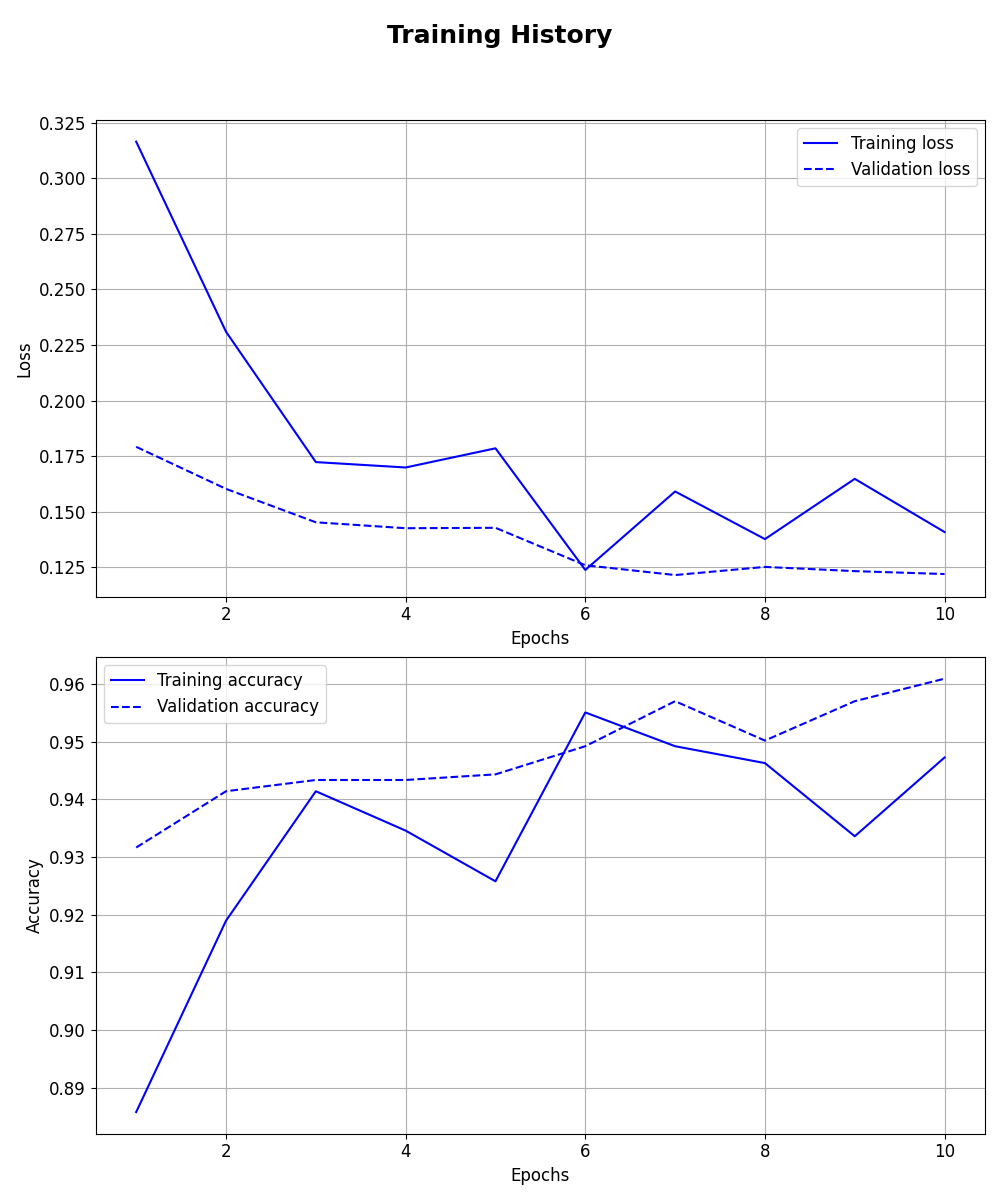 Training History
0.325
0.300
0.275
0.250
0.225
0.200
0.175
0.150
0.125
Loss
Training loss
Validation loss
2 4 6 8 10
Epochs
0.96
0.95
0.94
0.93
0.92
0.91
0.90
0.89
Accuracy
Training accuracy
Validation accuracy
2 4 6 8 10
Epochs